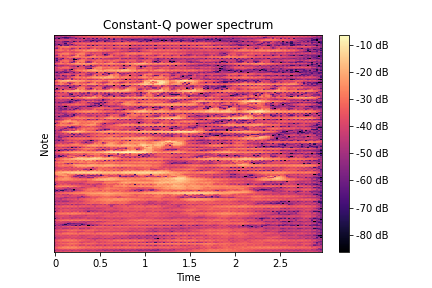 Constant-Q power spectrum
Note
0
0.5
1
1.5
2
2.5
Time
-10 dB
-20 dB
-30 dB
-40 dB
-50 dB
-60 dB
-70 dB
-80 dB